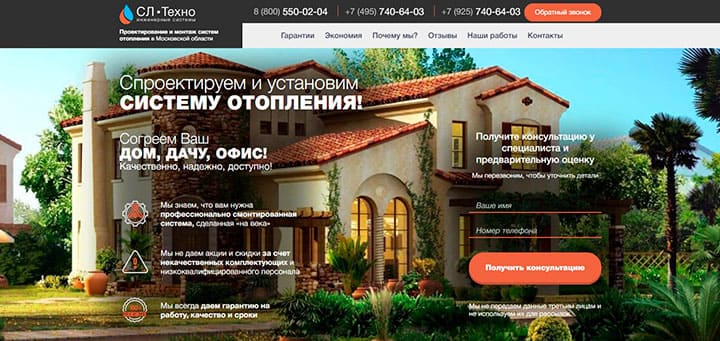 СЛ•Техно
инженерные системы
Проектирование и монтаж систем
отопления в Московской области
8 (800) 550-02-04
+7 (495) 740-64-03
+7 (925) 740-64-03
Обратный звонок
Гарантии Экономия Почему мы? Отзывы Наши работы Контакты
Спроектируем и установим
СИСТЕМУ ОТОПЛЕНИЯ!
Согреем Ваш
ДОМ, ДАЧУ, ОФИС!
Качественно, надежно, доступно!
Мы знаем, что вам нужна
профессионально смонтированная
система, сделанная «на века»
Мы не даем акции и скидки за счет
некачественных комплектующих и
низкоквалифицированного персонала
Мы всегда даем гарантию на
работу, качество и сроки
Получите консультацию у
специалиста и
предварительную оценку
Мы перезвоним, чтобы уточнить детали
Ваше имя
Номер телефона
Получить консультацию
Мы не передаем данные третьим лицам и
не используем их для рассылок.